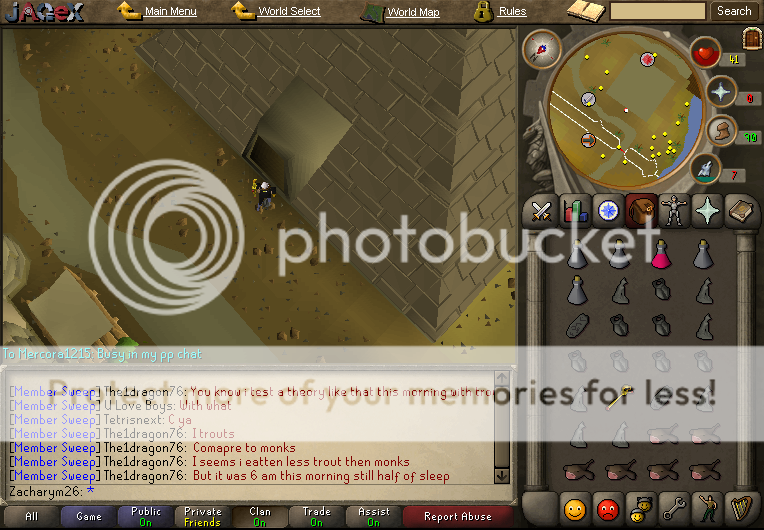 JAGeX
Main Menu
World Select
World Map
Rules
Search
41
0
90
7
photobucket
To Mercora1215: Busy in my pp chat
Protect more of your memories for less!
[Member Sweep] The1dragon76: You know i test a theory like that this morning with tro
[Member Sweep] U Love Boys: With what
[Member Sweep] Tetrisnext: C ya
[Member Sweep] The1dragon76: I trouts
[Member Sweep] The1dragon76: Comapre to monks
[Member Sweep] The1dragon76: I seems i eatten less trout then monks
[Member Sweep] The1dragon76: But it was 6 am this morning still half of sleep
Zacharym26: *
All
Game
Public
On
Private
Friends
Clan
On
Trade
On
Assist
On
Report Abuse